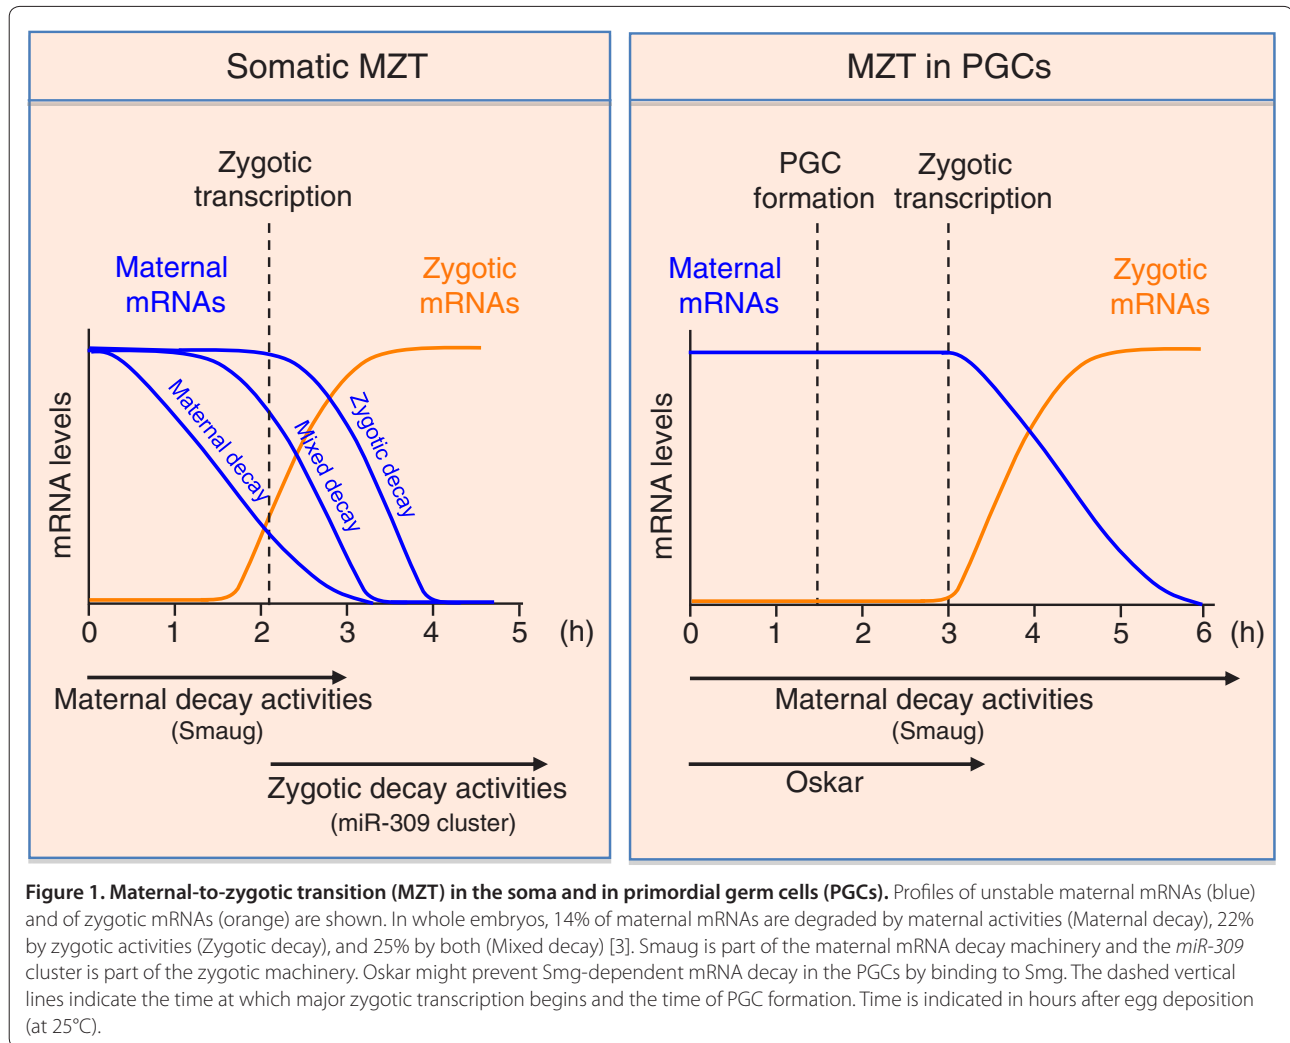 Somatic MZT
Zygotic
transcription
Maternal
mRNAs
Zygotic
mRNAs
mRNA levels
Maternal decay
Mixed decay
Zygotic decay
0 1 2 3 4 5 (h)
Maternal decay activities
(Smaug)
Zygotic decay activities
(miR-309 cluster)
MZT in PGCs
PGC
formation
Zygotic
transcription
Maternal
mRNAs
Zygotic
mRNAs
mRNA levels
0 1 2 3 4 5 6 (h)
Maternal decay activities
(Smaug)
Oskar
Figure 1. Maternal-to-zygotic transition (MZT) in the soma and in primordial germ cells (PGCs). Profiles of unstable maternal mRNAs (blue)
and of zygotic mRNAs (orange) are shown. In whole embryos, 14% of maternal mRNAs are degraded by maternal activities (Maternal decay), 22%
by zygotic activities (Zygotic decay), and 25% by both (Mixed decay) [3]. Smaug is part of the maternal mRNA decay machinery and the miR-309
cluster is part of the zygotic machinery. Oskar might prevent Smg-dependent mRNA decay in the PGCs by binding to Smg. The dashed vertical
lines indicate the time at which major zygotic transcription begins and the time of PGC formation. Time is indicated in hours after egg deposition
(at 25°C).